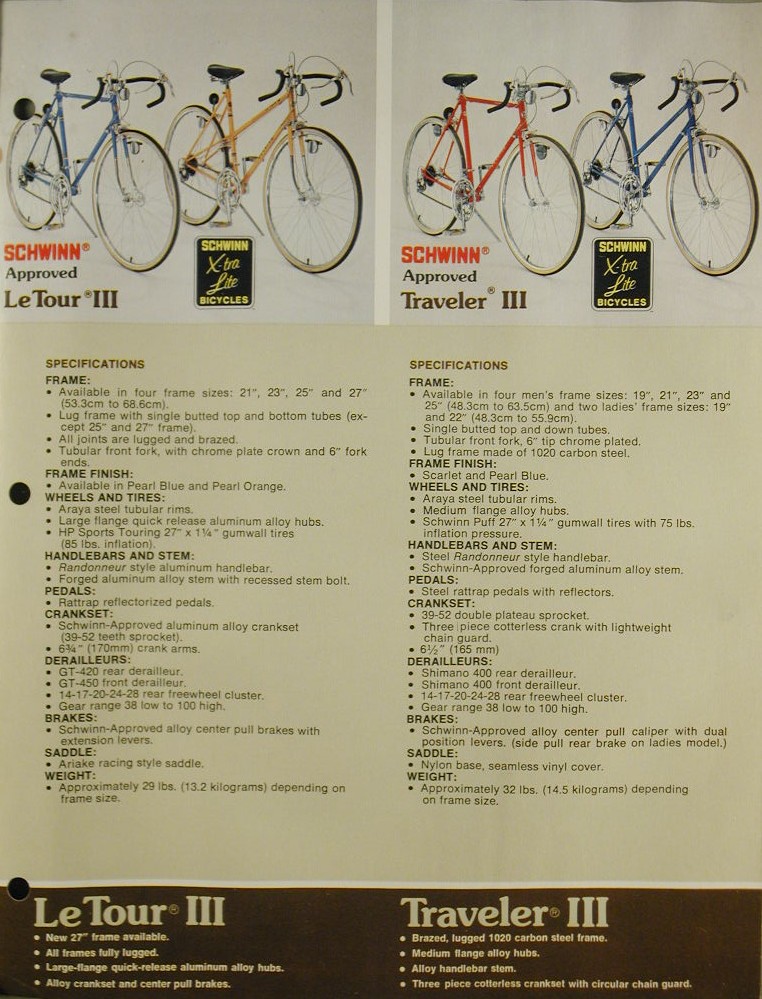 SCHWINN®
Approved
Le Tour® III
SCHWINN
X-tra
Lite
BICYCLES
SCHWINN®
Approved
Traveler® III
SCHWINN
X-tra
Lite
BICYCLES
SPECIFICATIONS
FRAME:
• Available in four frame sizes: 21", 23", 25" and 27"
(53.3cm to 68.6cm).
• Lug frame with single butted top and bottom tubes (ex-
cept 25" and 27" frame).
• All joints are lugged and brazed.
• Tubular front fork, with chrome plate crown and 6" fork
ends.
FRAME FINISH:
• Available in Pearl Blue and Pearl Orange.
WHEELS AND TIRES:
• Araya steel tubular rims.
• Large flange quick release aluminum alloy hubs.
• HP Sports Touring 27" x 1¼" gumwall tires
(85 lbs. inflation).
HANDLEBARS AND STEM:
• Randonneur style aluminum handlebar.
• Forged aluminum alloy stem with recessed stem bolt.
PEDALS:
• Rattrap reflectorized pedals.
CRANKSET:
• Schwinn-Approved aluminum alloy crankset
(39-52 teeth sprocket).
• 6¾" (170mm) crank arms.
DERAILLEURS:
• GT-420 rear derailleur.
• GT-450 front derailleur.
• 14-17-20-24-28 rear freewheel cluster.
• Gear range 38 low to 100 high.
BRAKES:
• Schwinn-Approved alloy center pull brakes with
extension levers.
SADDLE:
• Ariake racing style saddle.
WEIGHT:
• Approximately 29 lbs. (13.2 kilograms) depending on
frame size.
SPECIFICATIONS
FRAME:
• Available in four men's frame sizes: 19", 21", 23" and
25" (48.3cm to 63.5cm) and two ladies' frame sizes: 19"
and 22" (48.3cm to 55.9cm).
• Single butted top and down tubes.
• Tubular front fork, 6" tip chrome plated.
• Lug frame made of 1020 carbon steel.
FRAME FINISH:
• Scarlet and Pearl Blue.
WHEELS AND TIRES:
• Araya steel tubular rims.
• Medium flange alloy hubs.
• Schwinn Puff 27" x 1¼" gumwall tires with 75 lbs.
inflation pressure.
HANDLEBARS AND STEM:
• Steel Randonneur style handlebar.
• Schwinn-Approved forged aluminum alloy stem.
PEDALS:
• Steel rattrap pedals with reflectors.
CRANKSET:
• 39-52 double plateau sprocket.
• Three piece cotterless crank with lightweight
chain guard.
• 6½" (165 mm)
DERAILLEURS:
• Shimano 400 rear derailleur.
• Shimano 400 front derailleur.
• 14-17-20-24-28 rear freewheel cluster.
• Gear range 38 low to 100 high.
BRAKES:
• Schwinn-Approved alloy center pull caliper with dual
position levers. (side pull rear brake on ladies model.)
SADDLE:
• Nylon base, seamless vinyl cover.
WEIGHT:
• Approximately 32 lbs. (14.5 kilograms) depending
on frame size.
Le Tour® III
• New 27" frame available.
• All frames fully lugged.
• Large-flange quick-release aluminum alloy hubs.
• Alloy crankset and center pull brakes.
Traveler® III
• Brazed, lugged 1020 carbon steel frame.
• Medium flange alloy hubs.
• Alloy handlebar stem.
• Three piece cotterless crankset with circular chain guard.